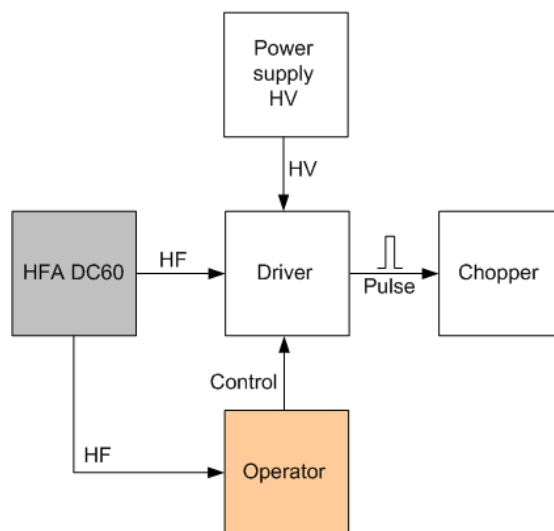 Power
supply
HV
HV
HFA DC60
HF
Driver
Pulse
Chopper
Control
HF
Operator